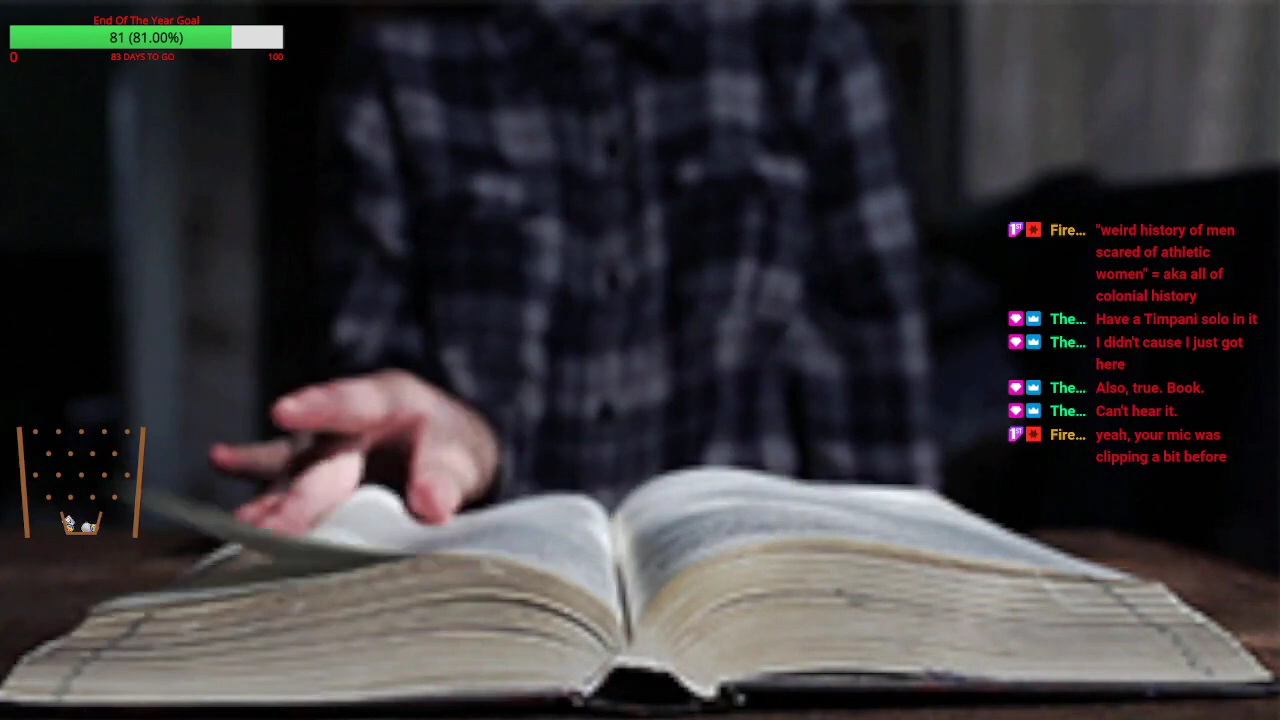 End Of The Year Goal
81 (81.00%)
0
83 DAYS TO GO
100
Fire... "weird history of men
scared of athletic
women" = aka all of
colonial history
The... Have a Timpani solo in it
The... I didn't cause I just got
here
The... Also, true. Book.
The... Can't hear it.
Fire... yeah, your mic was
clipping a bit before